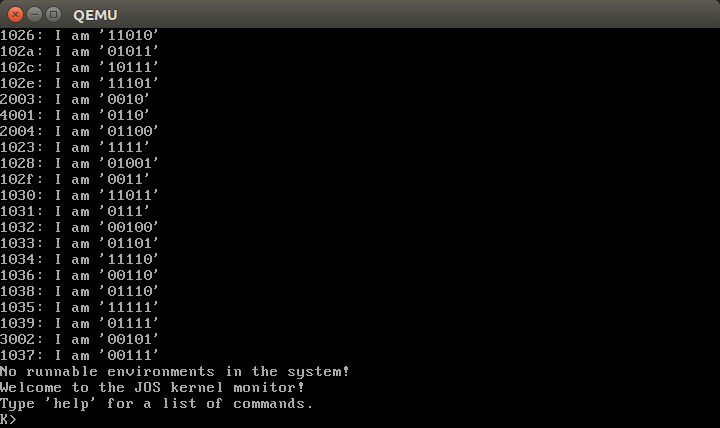 QEMU
1026: I am '11010'
102a: I am '01011'
102c: I am '10111'
102e: I am '11101'
2003: I am '0010'
4001: I am '0110'
2004: I am '01100'
1023: I am '1111'
1028: I am '01001'
102f: I am '0011'
1030: I am '11011'
1031: I am '0111'
1032: I am '00100'
1033: I am '01101'
1034: I am '11110'
1036: I am '00110'
1038: I am '01110'
1035: I am '11111'
1039: I am '01111'
3002: I am '00101'
1037: I am '00111'
No runnable environments in the system!
Welcome to the JOS kernel monitor!
Type 'help' for a list of commands.
K>